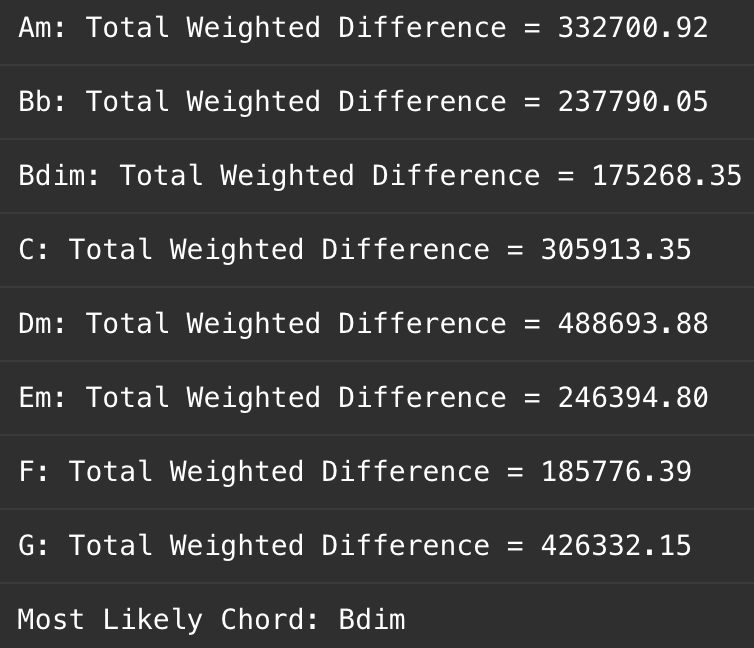 Am: Total Weighted Difference = 332700.92
Bb: Total Weighted Difference = 237790.05
Bdim: Total Weighted Difference = 175268.35
C: Total Weighted Difference = 305913.35
Dm: Total Weighted Difference = 488693.88
Em: Total Weighted Difference = 246394.80
F: Total Weighted Difference = 185776.39
G: Total Weighted Difference = 426332.15
Most Likely Chord: Bdim